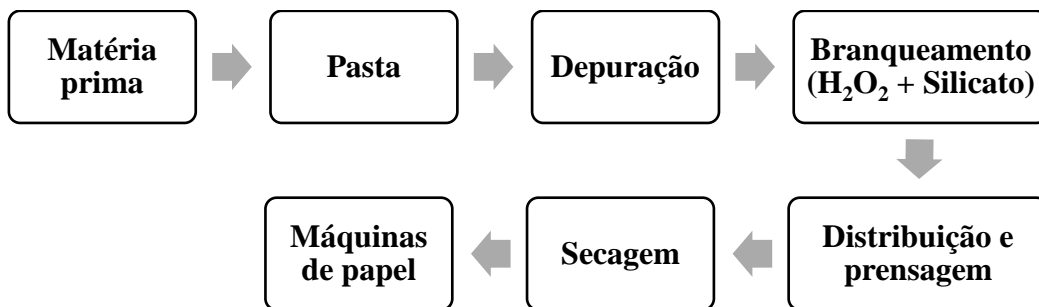 Matéria
prima
Pasta
Depuração
Branqueamento
(H₂O₂ + Silicato)
Distribuição e
prensagem
Secagem
Máquinas
de papel